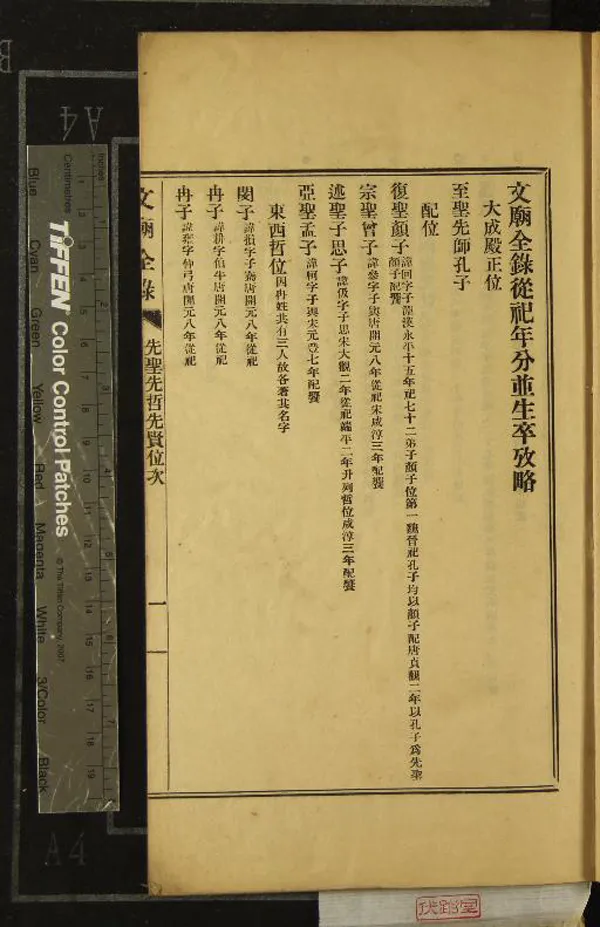 文廟全錄從祀年分並生卒攷略
大成殿正位
至聖先師孔子
配位
復聖顏子諱回字子淵漢永平十五年祀七十二弟子顏子位第一魏晉祀孔子均以顏子配唐貞觀二年以孔子為先聖
顏子配饗
宗聖曾子諱參字子輿唐開元八年從祀宋咸淳三年配饗
述聖子思子諱伋字子思宋大觀二年從祀端平二年升列哲位咸淳三年配饗
亞聖孟子諱軻字子輿宋元豊七年配饗
東西哲位因冉姓共有三人故各著其名字
閔子諱損字子騫唐開元八年從祀
冉子諱耕字伯牛唐開元八年從祀
冉子諱雍字仲弓唐開元八年從祀
文廟全錄
先聖先哲先賢位次
一
Inches
Centimetres
TIFFEN Color Control Patches
© The Tiffen Company, 2007
Blue
Cyan
Green
Yellow
Red
Magenta
White
3/Color
Black
A4
A4
B
伏跗室